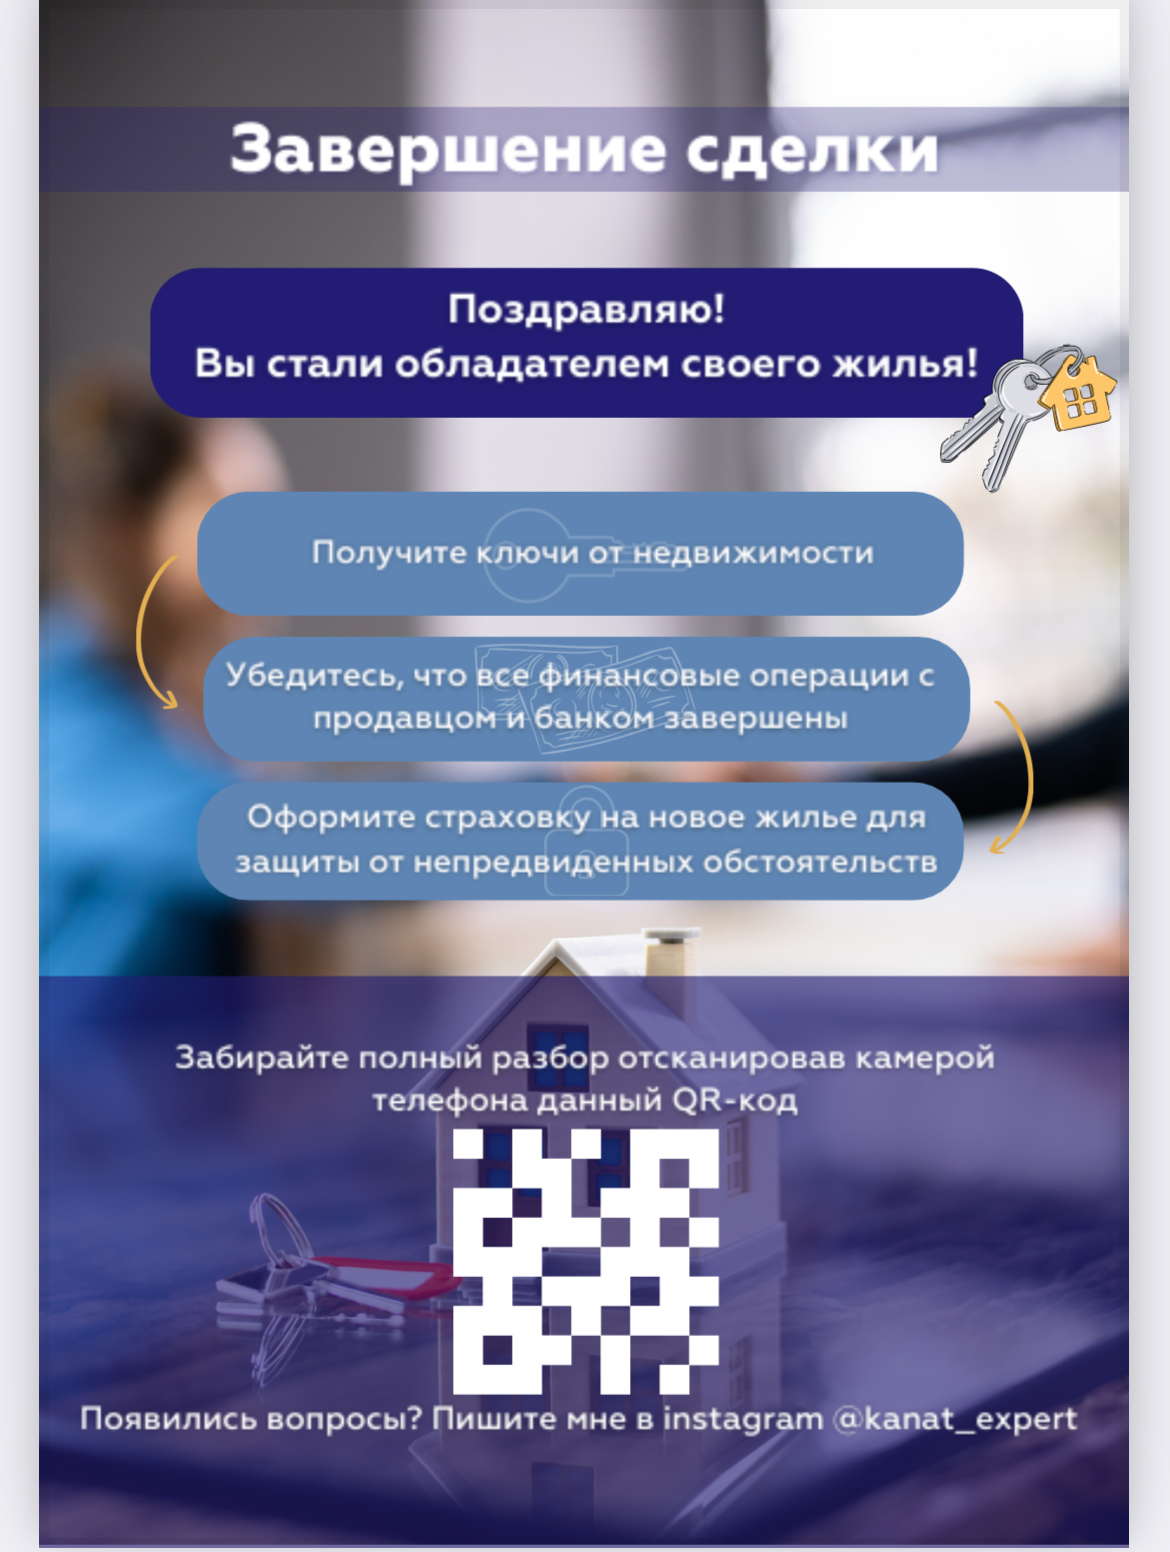 Завершение сделки
Поздравляю!
Вы стали обладателем своего жилья!
Получите ключи от недвижимости
Убедитесь, что все финансовые операции с
продавцом и банком завершены
Оформите страховку на новое жилье для
защиты от непредвиденных обстоятельств
Забирайте полный разбор отсканировав камерой
телефона данный QR-код
Появились вопросы? Пишите мне в instagram @kanat_expert